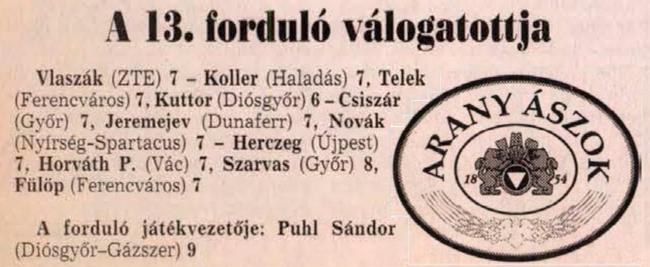 A 13. forduló válogatottja
Vlaszák (ZTE) 7 – Koller (Haladás) 7, Telek
(Ferencváros) 7, Kuttor (Diósgyőr) 6 – Csiszár
(Győr) 7, Jeremejev (Dunaferr) 7, Novák
(Nyírség-Spartacus) 7 – Herczeg (Újpest)
7, Horváth P. (Vác) 7, Szarvas (Győr) 8,
Fülöp (Ferencváros) 7
A forduló játékvezetője: Puhl Sándor
(Diósgyőr–Gázszer) 9
ARANY ÁSZOK
18 54